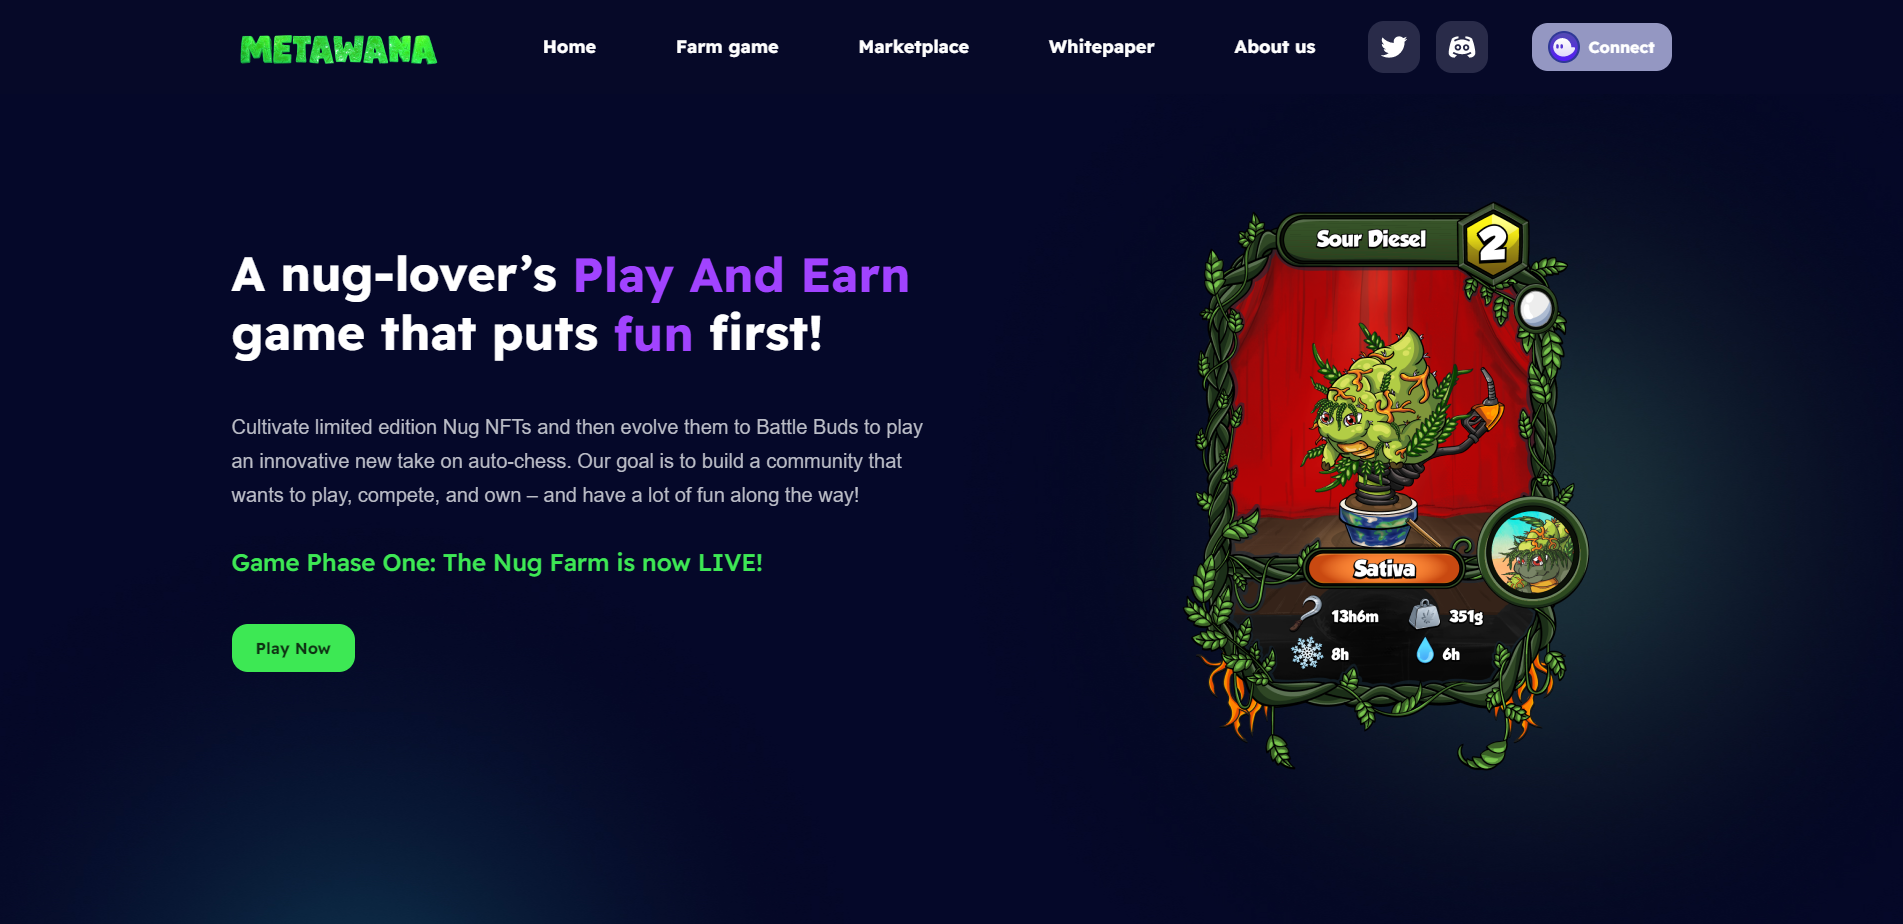 METAWANA
Home
Farm game
Marketplace
Whitepaper
About us
Connect
A nug-lover’s Play And Earn
game that puts fun first!
Cultivate limited edition Nug NFTs and then evolve them to Battle Buds to play
an innovative new take on auto-chess. Our goal is to build a community that
wants to play, compete, and own – and have a lot of fun along the way!
Game Phase One: The Nug Farm is now LIVE!
Play Now
Sour Diesel
2
Sativa
13h6m
351g
8h
6h